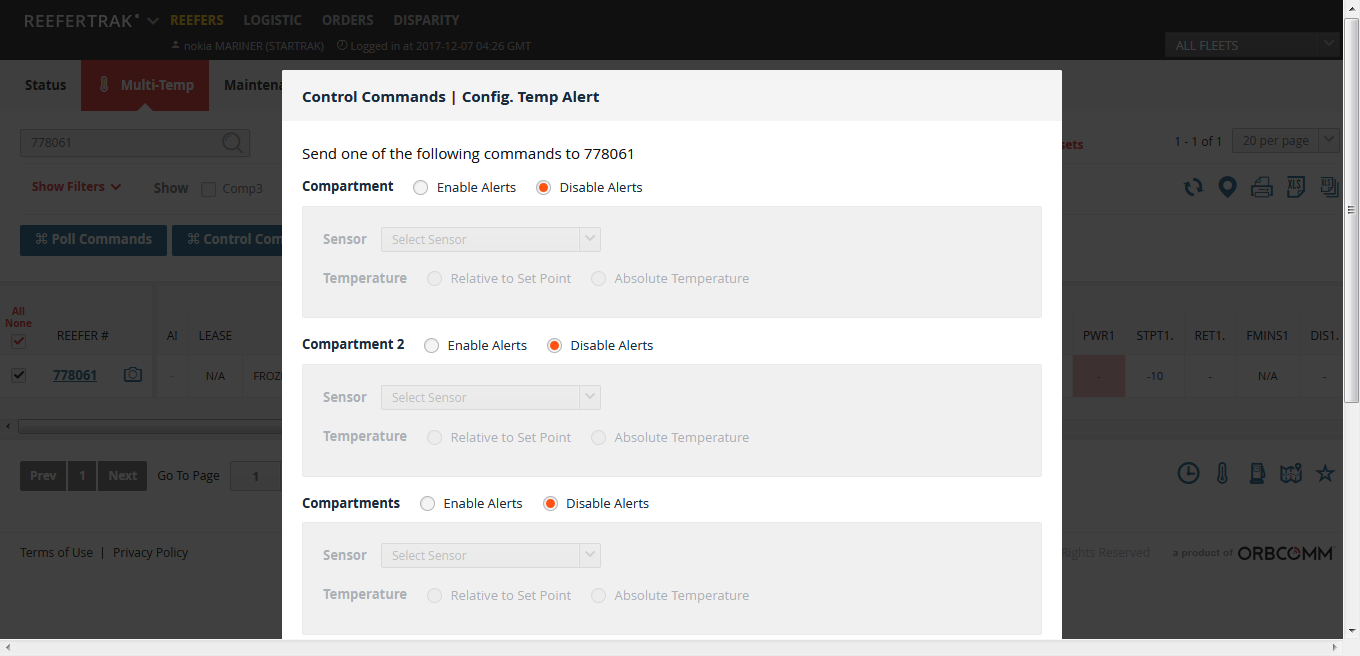 REEFERTRAK REEFERS LOGISTIC ORDERS DISPARITY
nokia MARINER (STARTRAK) Logged in at 2017-12-07 04:26 GMT
ALL FLEETS
Status Multi-Temp Maintena
Control Commands | Config. Temp Alert
778061
sets 1 - 1 of 1 20 per page
Show Filters Show Comp3
XLS XLS
⌘ Poll Commands ⌘ Control Com
Send one of the following commands to 778061
Compartment Enable Alerts Disable Alerts
Sensor Select Sensor
Temperature Relative to Set Point Absolute Temperature
Compartment 2 Enable Alerts Disable Alerts
Sensor Select Sensor
Temperature Relative to Set Point Absolute Temperature
Compartments Enable Alerts Disable Alerts
Sensor Select Sensor
Temperature Relative to Set Point Absolute Temperature
All
None
REEFER # AI LEASE PWR1 STPT1. RET1. FMINS1 DIS1.
778061 - N/A FROZ - -10 - N/A -
Prev 1 Next Go To Page 1
Terms of Use | Privacy Policy
Rights Reserved a product of ORBCOMM